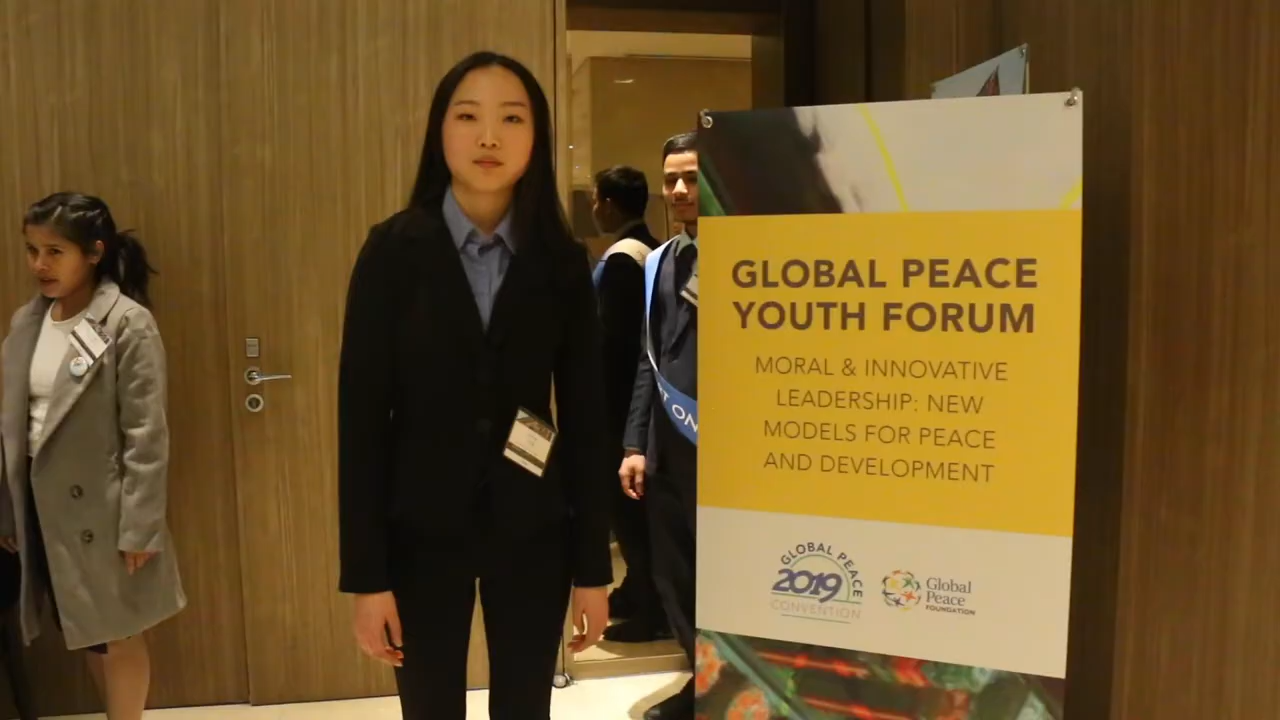 GLOBAL PEACE
YOUTH FORUM
MORAL & INNOVATIVE
LEADERSHIP: NEW
MODELS FOR PEACE
AND DEVELOPMENT
GLOBAL PEACE
2019
CONVENTION
Global
Peace
FOUNDATION
ON